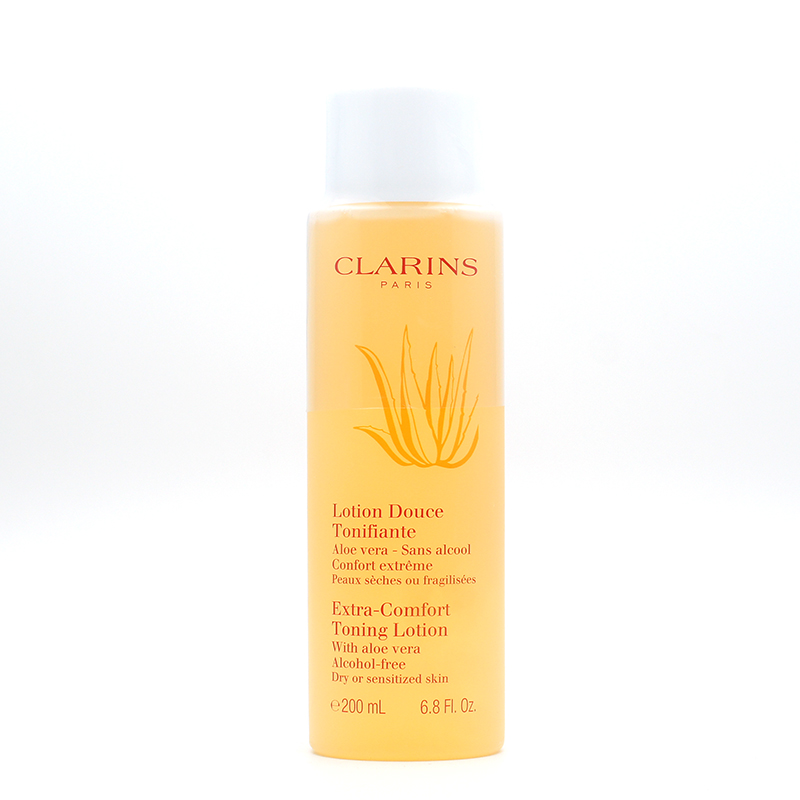 CLARINS
PARIS
Lotion Douce
Tonifiante
Aloe vera - Sans alcool
Confort extrême
Peaux sèches ou fragilisées
Extra-Comfort
Toning Lotion
With aloe vera
Alcohol-free
Dry or sensitized skin
℮200 mL 6.8 Fl. Oz.